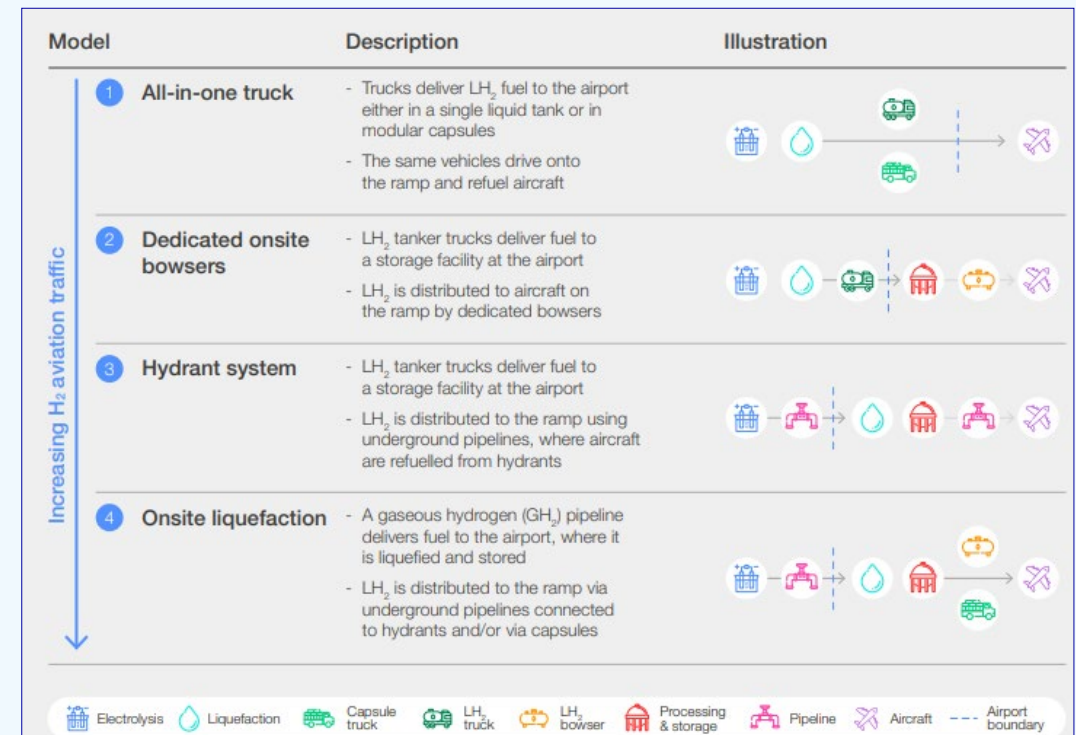 Model Description Illustration
1 All-in-one truck
- Trucks deliver LH₂ fuel to the airport
either in a single liquid tank or in
modular capsules
- The same vehicles drive onto
the ramp and refuel aircraft
2 Dedicated onsite
bowsers
- LH₂ tanker trucks deliver fuel to
a storage facility at the airport
- LH₂ is distributed to aircraft on
the ramp by dedicated bowsers
3 Hydrant system
- LH₂ tanker trucks deliver fuel to
a storage facility at the airport
- LH₂ is distributed to the ramp using
underground pipelines, where aircraft
are refuelled from hydrants
4 Onsite liquefaction
- A gaseous hydrogen (GH₂) pipeline
delivers fuel to the airport, where it
is liquefied and stored
- LH₂ is distributed to the ramp via
underground pipelines connected
to hydrants and/or via capsules
Increasing H₂ aviation traffic
Electrolysis
Liquefaction
Capsule
truck
LH₂
truck
LH₂
bowser
Processing
& storage
Pipeline
Aircraft
Airport
boundary